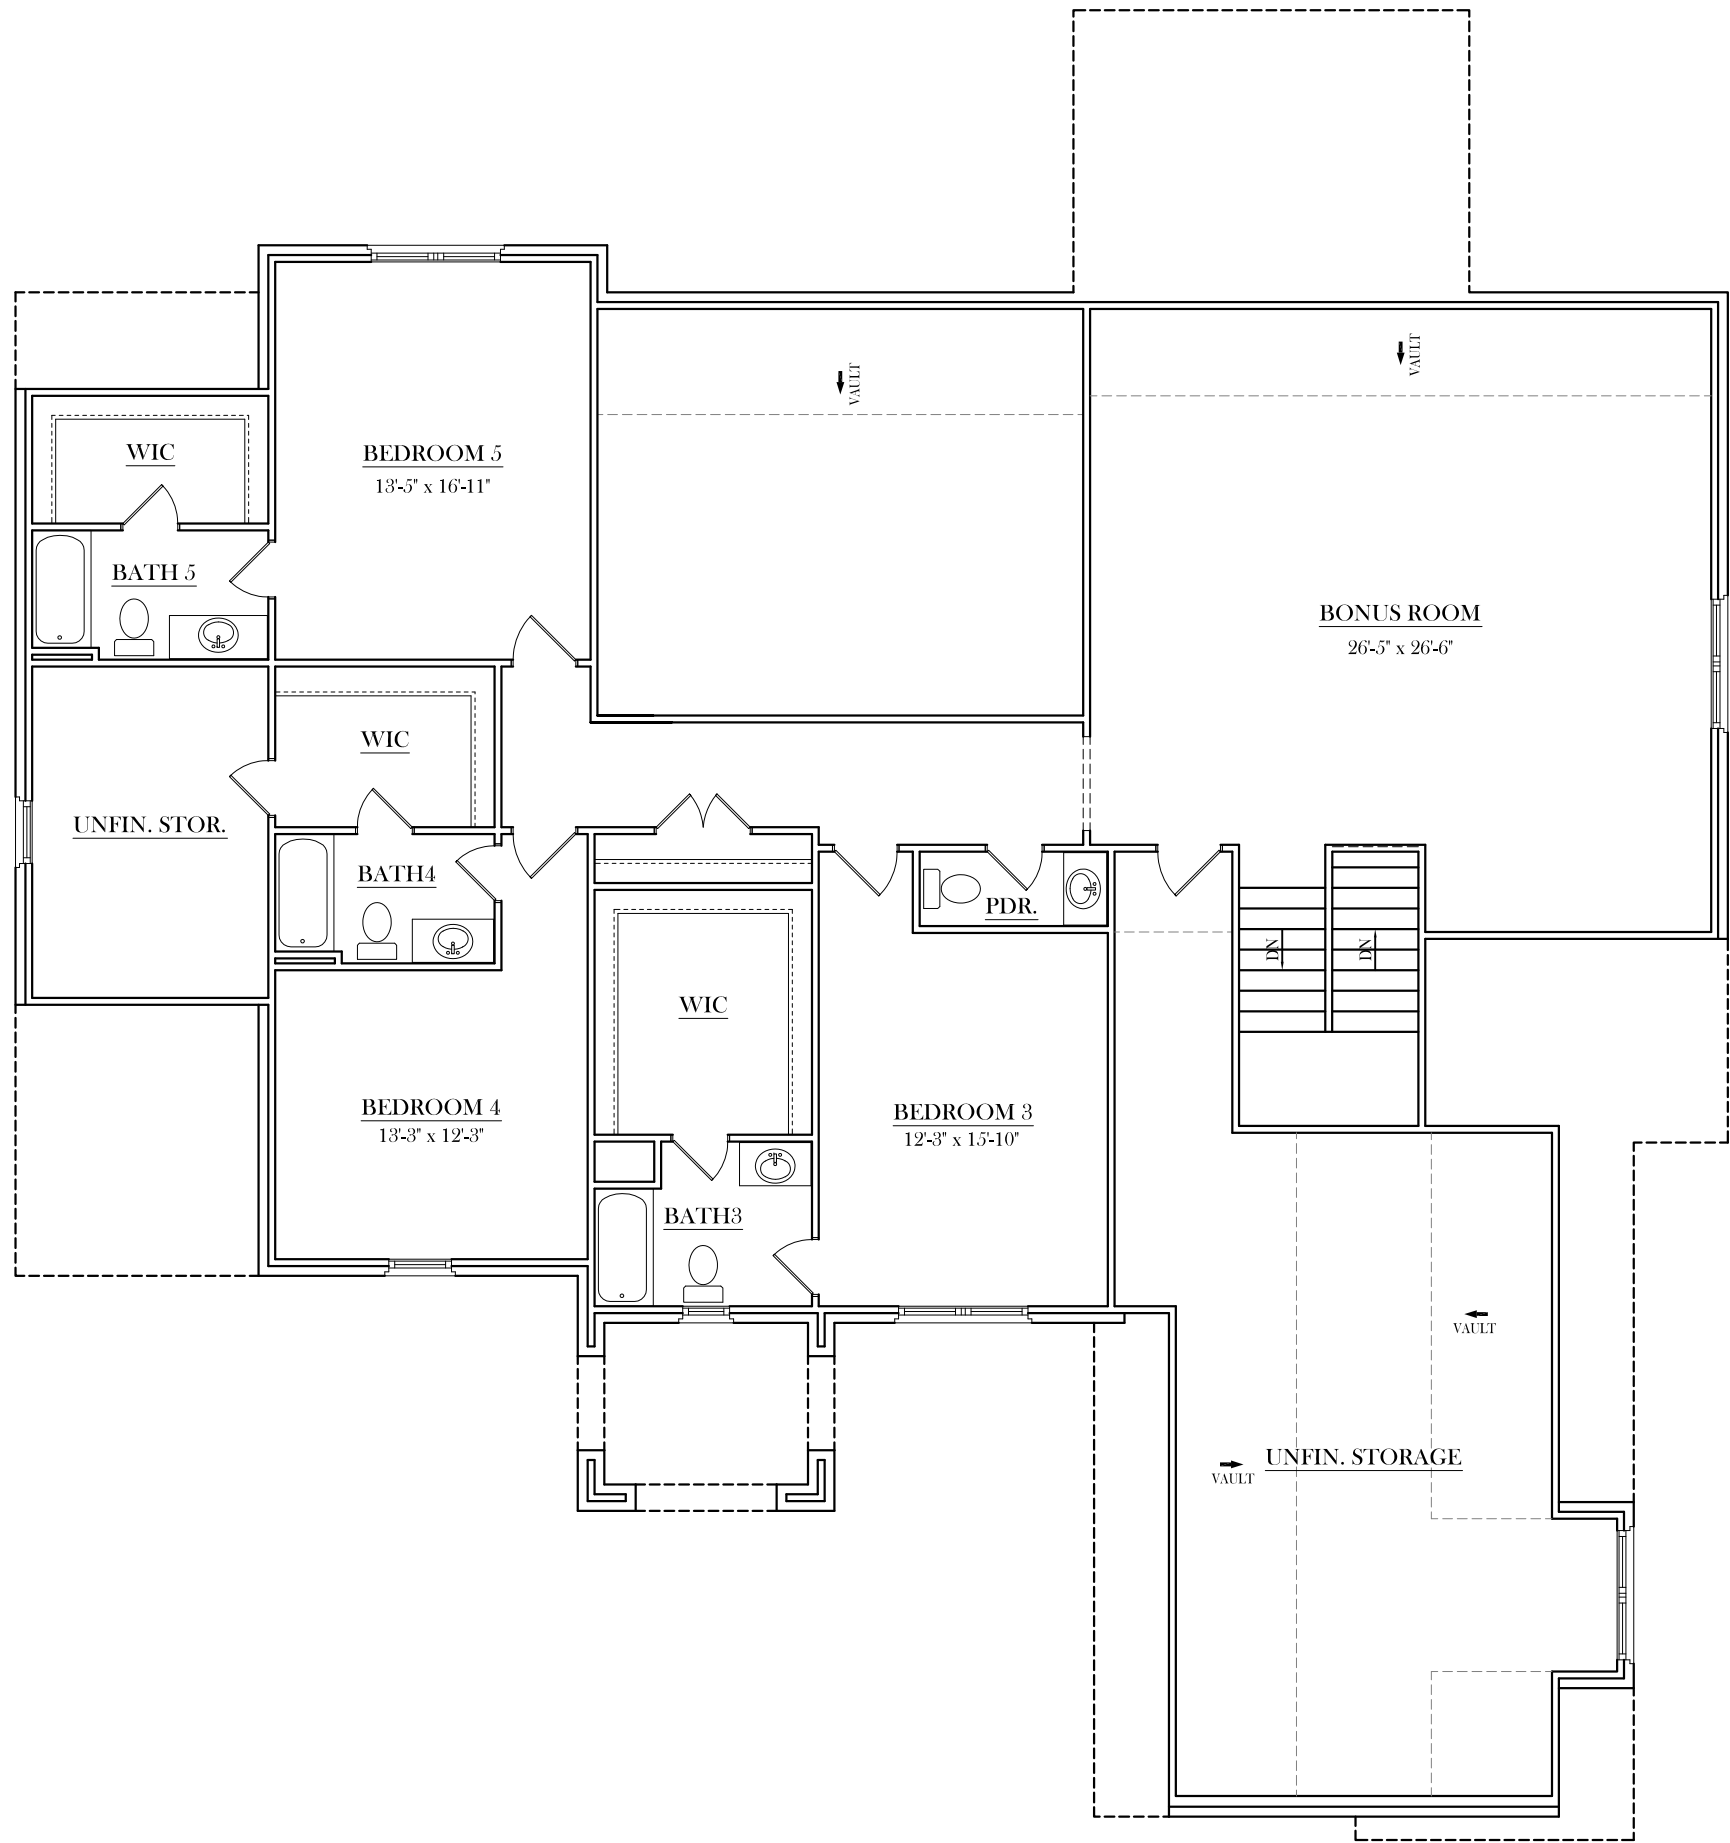 VAULT
VAULT
WIC
BEDROOM 5
13'-5" x 16'-11"
BATH 5
BONUS ROOM
26'-5" x 26'-6"
WIC
UNFIN. STOR.
BATH4
PDR.
DN
DN
WIC
BEDROOM 4
13'-3" x 12'-3"
BEDROOM 3
12'-3" x 15'-10"
BATH3
VAULT
UNFIN. STORAGE
VAULT